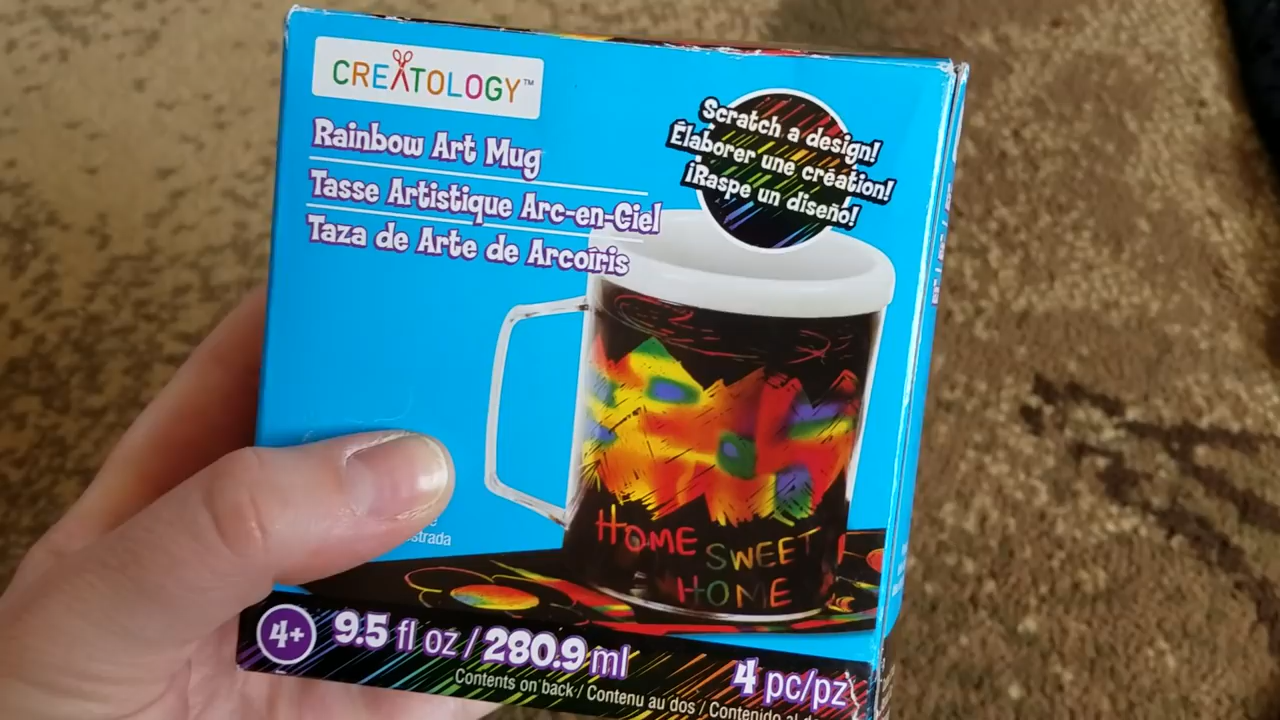 CREATOLOGY™
Rainbow Art Mug
Tasse Artistique Arc-en-Ciel
Taza de Arte de Arcoíris
Scratch a design!
Élaborer une création!
¡Raspe un diseño!
HOME SWEET
HOME
4+
9.5 fl oz / 280.9 ml
4 pc/pz
Contents on back / Contenu au dos / Contenido al